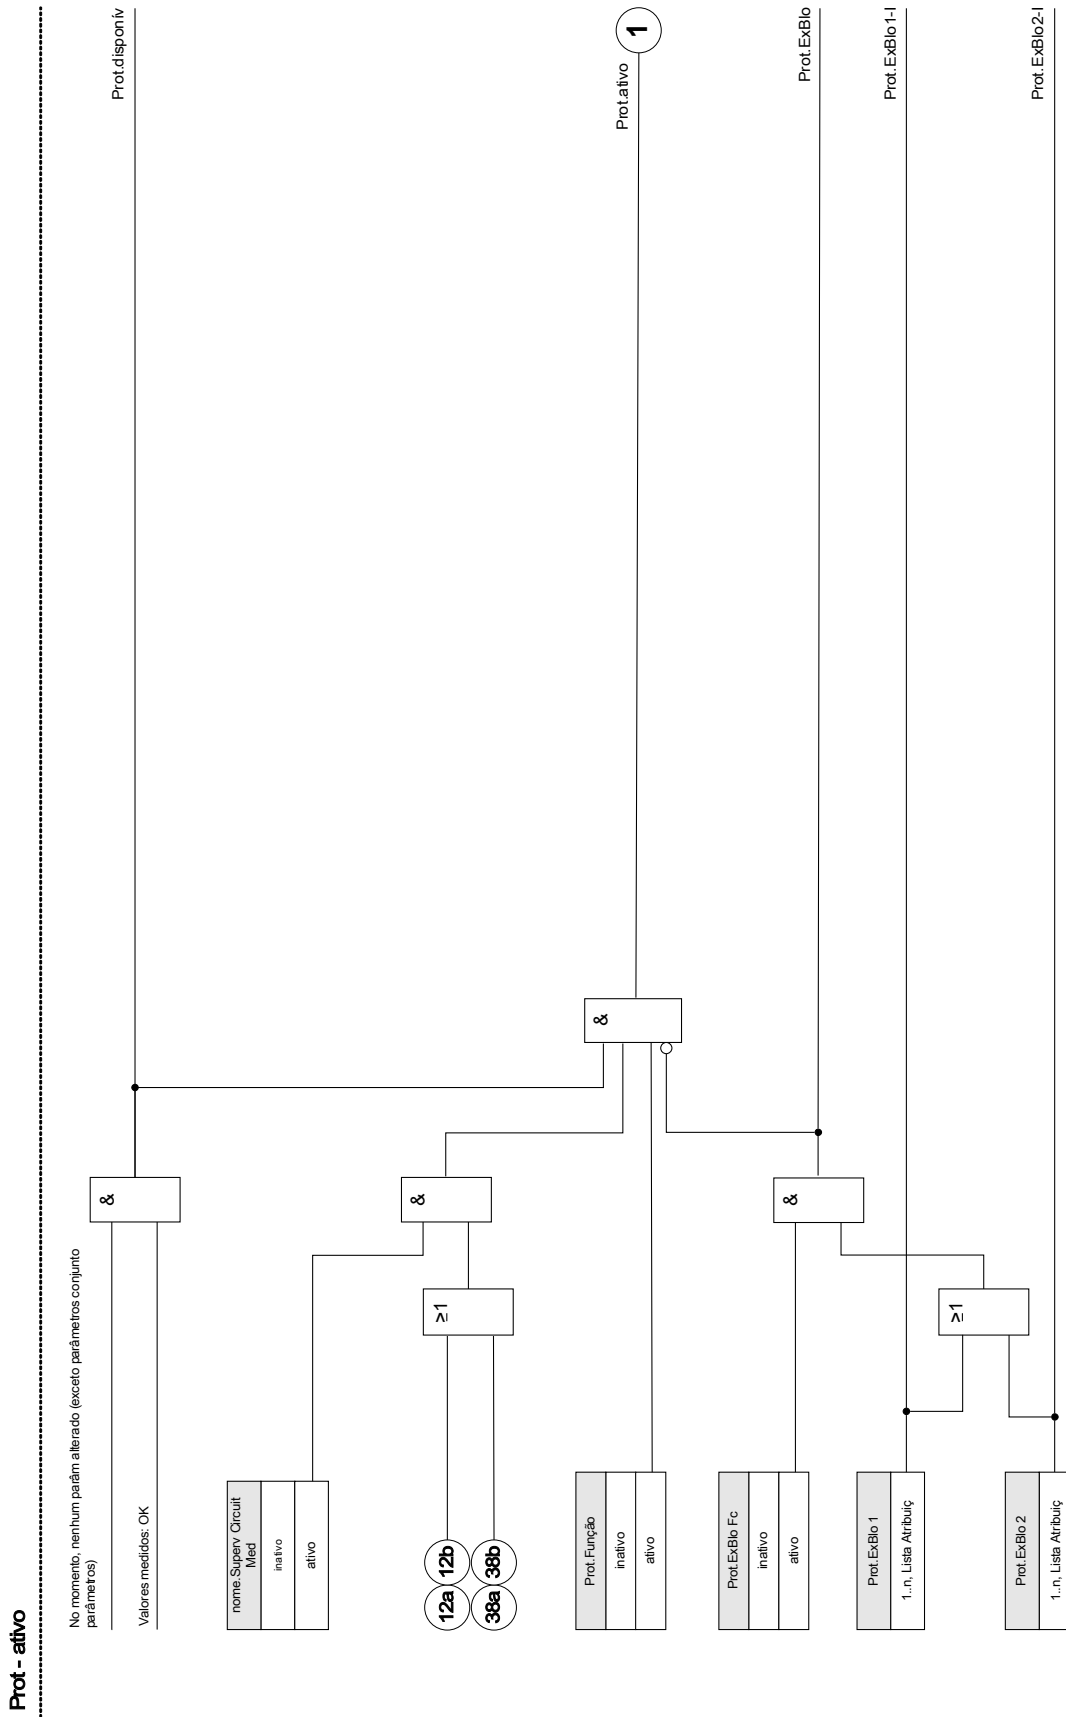 Prot - ativo
No momento, nenhum parâm alterado (exceto parâmetros conjunto
parâmetros)
Valores medidos: OK
&
Prot.disponív
nome.Superv Circuit
Med
inativo
ativo
&
12a 12b
38a 38b
≥1
Prot.Função
inativo
ativo
&
Prot.ativo
1
Prot.ExBlo Fc
inativo
ativo
&
Prot.ExBlo
Prot.ExBlo 1
1..n, Lista Atribuiç
Prot.ExBlo1-I
≥1
Prot.ExBlo 2
1..n, Lista Atribuiç
Prot.ExBlo2-I